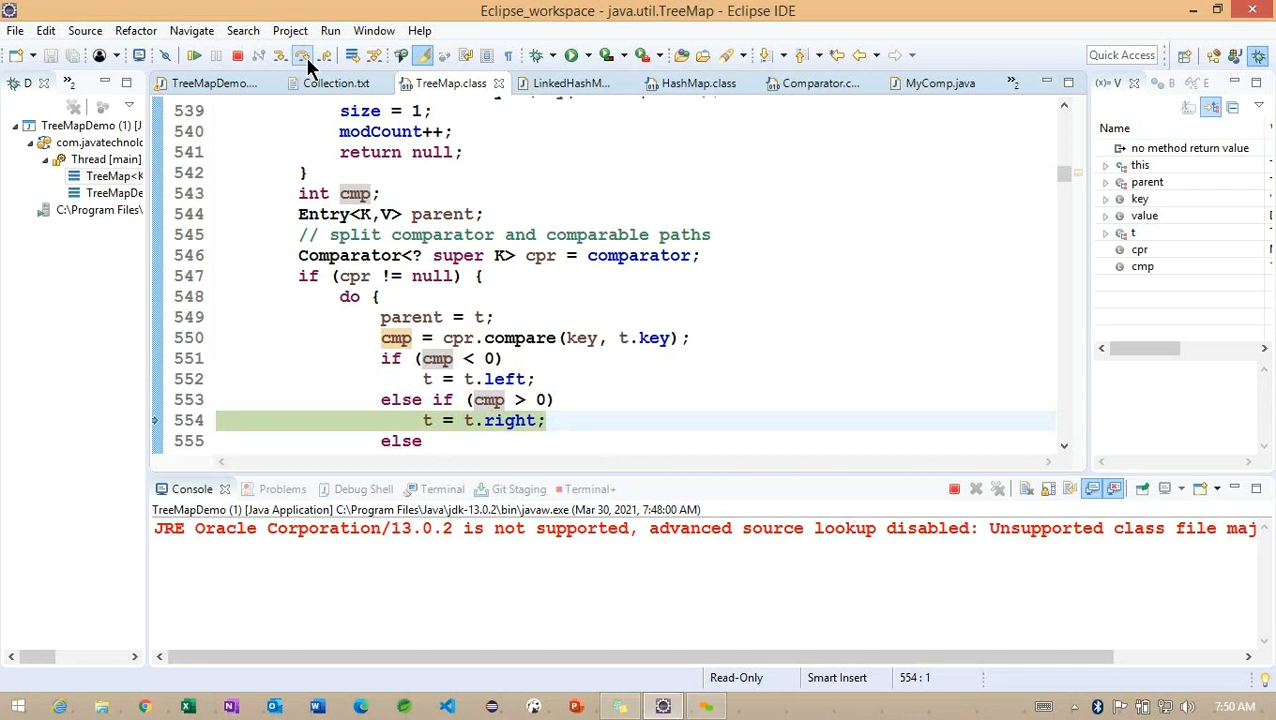 Eclipse_workspace - java.util.TreeMap - Eclipse IDE
File Edit Source Refactor Navigate Search Project Run Window Help
Quick Access
D
TreeMapDemo....
Collection.txt
TreeMap.class
LinkedHashM...
HashMap.class
Comparator.c...
MyComp.java
V
B
E
TreeMapDemo (1) [J
com.javatechnolo
Thread [main]
TreeMap<K
TreeMapDe
C:\Program Files\
539 size = 1;
540 modCount++;
541 return null;
542 }
543 int cmp;
544 Entry<K,V> parent;
545 // split comparator and comparable paths
546 Comparator<? super K> cpr = comparator;
547 if (cpr != null) {
548 do {
549 parent = t;
550 cmp = cpr.compare(key, t.key);
551 if (cmp < 0)
552 t = t.left;
553 else if (cmp > 0)
554 t = t.right;
555 else
Name
no method return value
this
parent
key
value
t
cpr
cmp
Console
Problems
Debug Shell
Terminal
Git Staging
Terminal+
TreeMapDemo (1) [Java Application] C:\Program Files\Java\jdk-13.0.2\bin\javaw.exe (Mar 30, 2021, 7:48:00 AM)
JRE Oracle Corporation/13.0.2 is not supported, advanced source lookup disabled: Unsupported class file maj
Read-Only
Smart Insert
554 : 1
7:50 AM